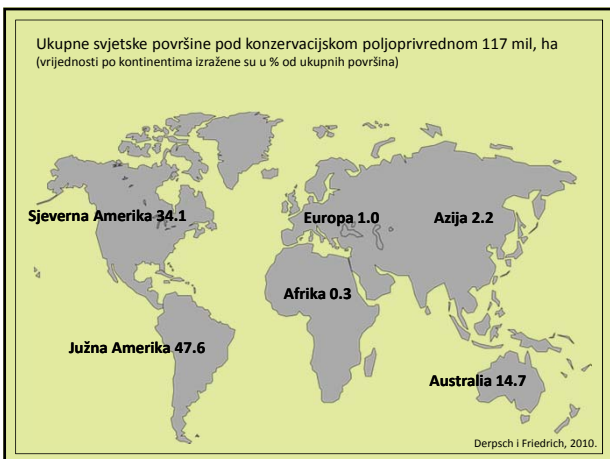 Ukupne svjetske površine pod konzervacijskom poljoprivrednom 117 mil, ha
(vrijednosti po kontinentima izražene su u % od ukupnih površina)
Sjeverna Amerika 34.1
Europa 1.0
Azija 2.2
Afrika 0.3
Južna Amerika 47.6
Australia 14.7
Derpsch i Friedrich, 2010.